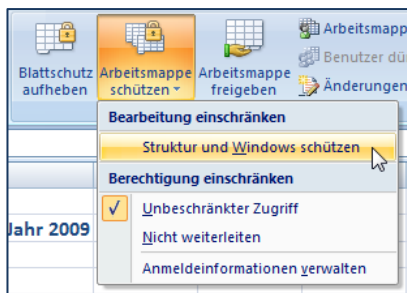 Blattschutz aufheben
Arbeitsmappe schützen
Arbeitsmappe freigeben
Arbeitsmapp
Benutzer dü
Änderungen
Bearbeitung einschränken
Struktur und Windows schützen
Berechtigung einschränken
Unbeschränkter Zugriff
Nicht weiterleiten
Anmeldeinformationen verwalten
Jahr 2009